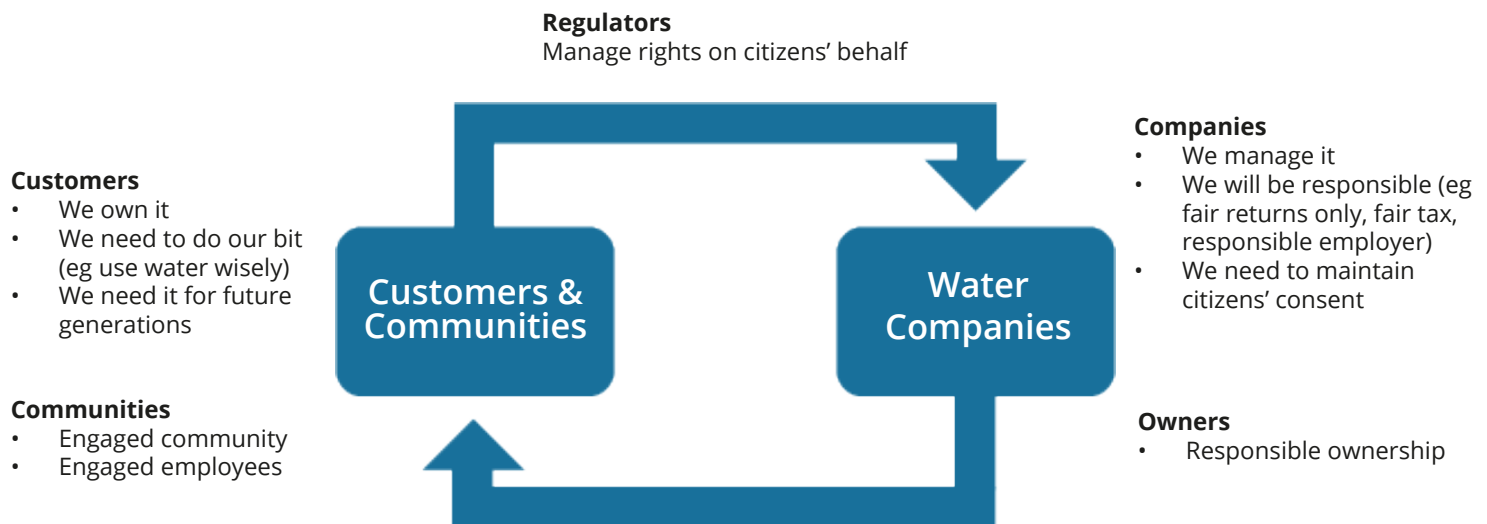 Regulators
Manage rights on citizens’ behalf
Customers
• We own it
• We need to do our bit
(eg use water wisely)
• We need it for future
generations
Communities
• Engaged community
• Engaged employees
Customers &
Communities
Water
Companies
Companies
• We manage it
• We will be responsible (eg
fair returns only, fair tax,
responsible employer)
• We need to maintain
citizens’ consent
Owners
• Responsible ownership